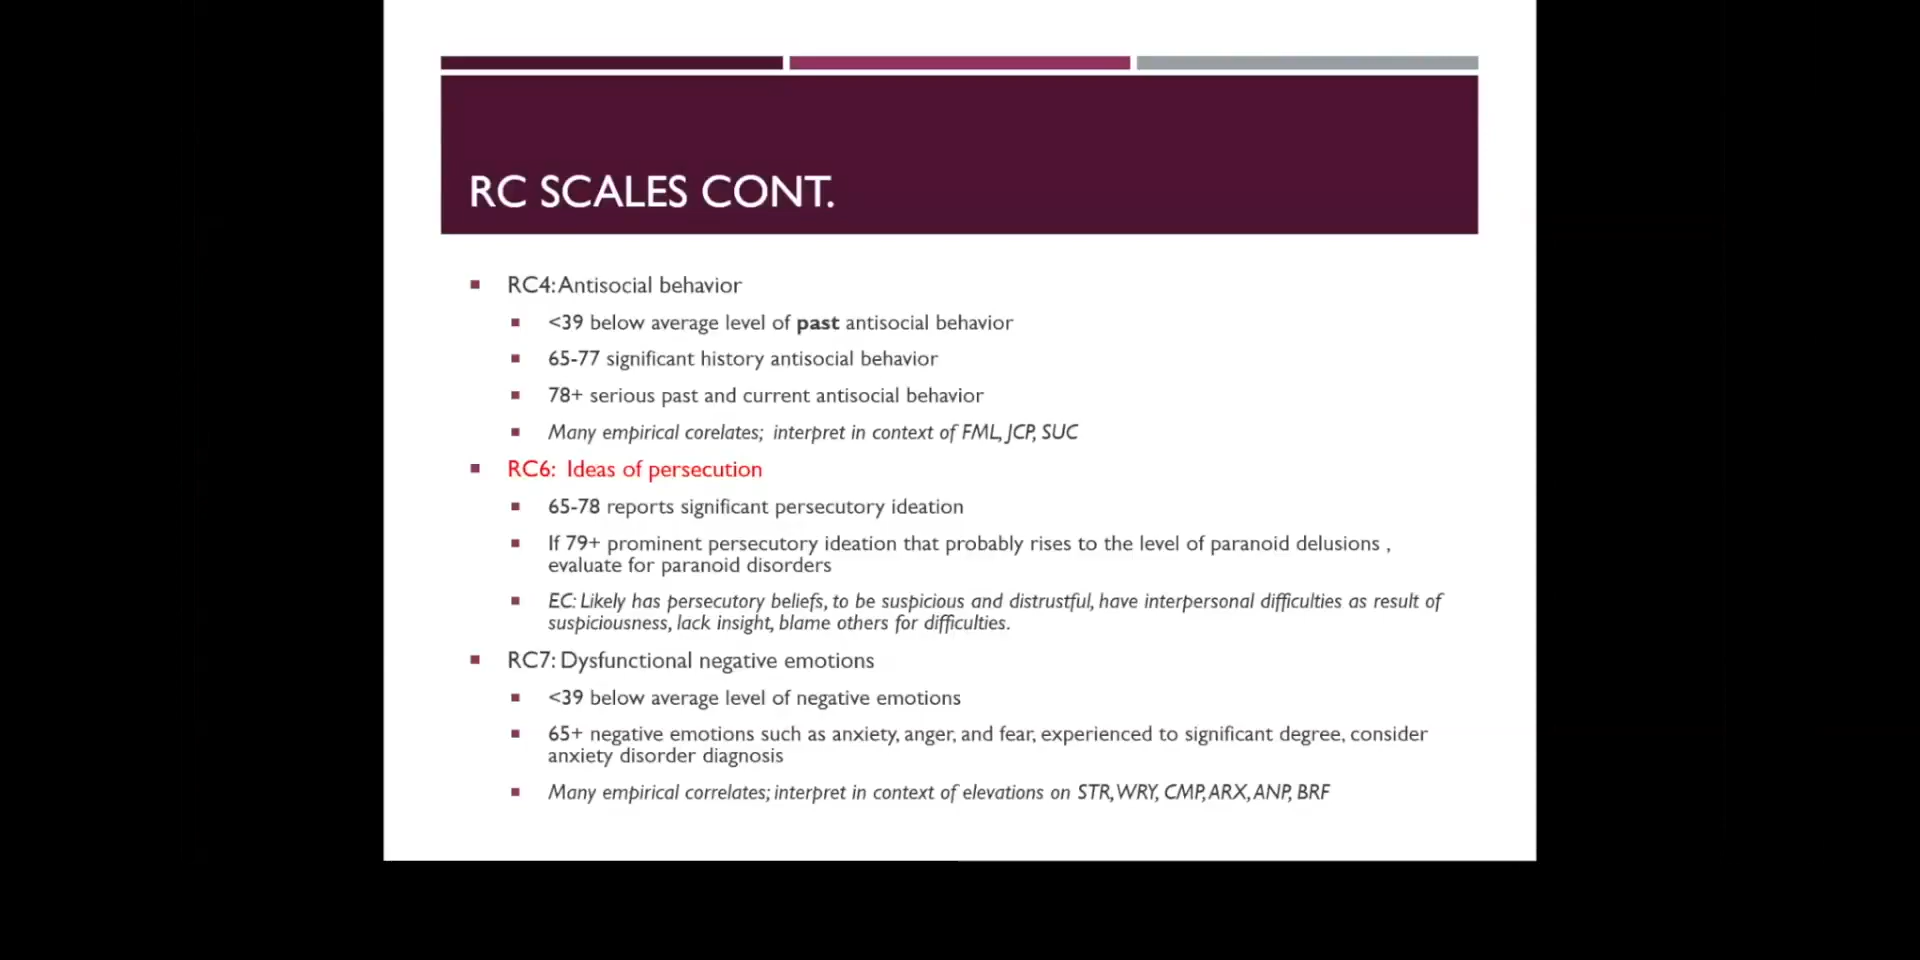 RC SCALES CONT.
RC4: Antisocial behavior
<39 below average level of past antisocial behavior
65-77 significant history antisocial behavior
78+ serious past and current antisocial behavior
Many empirical corelates; interpret in context of FML, JCP, SUC
RC6: Ideas of persecution
65-78 reports significant persecutory ideation
If 79+ prominent persecutory ideation that probably rises to the level of paranoid delusions ,
evaluate for paranoid disorders
EC: Likely has persecutory beliefs, to be suspicious and distrustful, have interpersonal difficulties as result of
suspiciousness, lack insight, blame others for difficulties.
RC7: Dysfunctional negative emotions
<39 below average level of negative emotions
65+ negative emotions such as anxiety, anger, and fear, experienced to significant degree, consider
anxiety disorder diagnosis
Many empirical correlates; interpret in context of elevations on STR, WRY, CMP, ARX, ANP, BRF